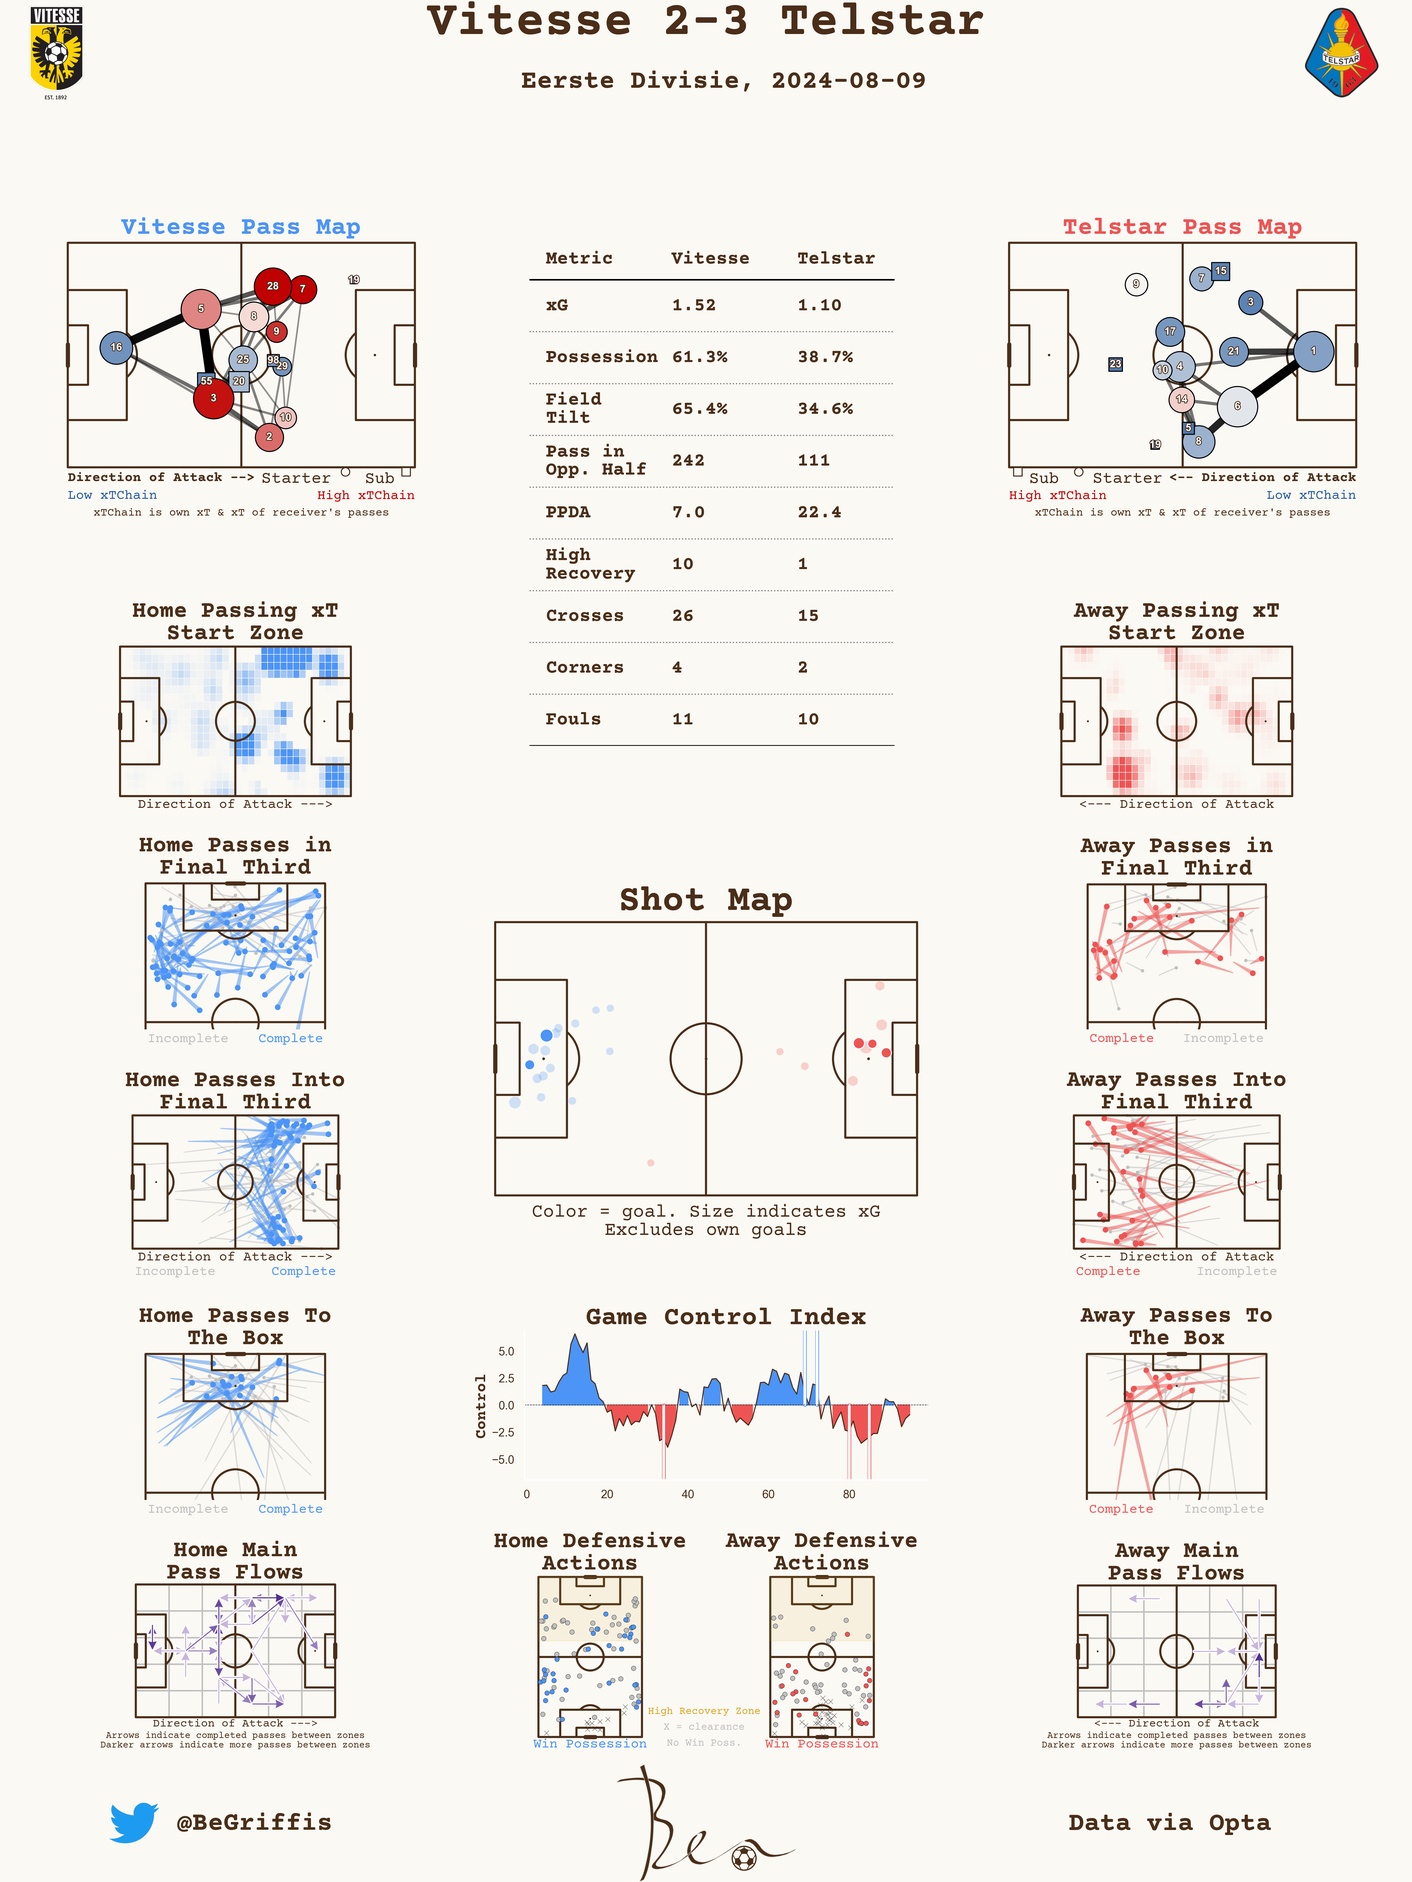 Vitesse 2-3 Telstar
Eerste Divisie, 2024-08-09
VITESSE
EST. 1892
TELSTAR
Vitesse Pass Map
19
28
7
5
8
9
16
25
98
29
55
20
3
10
2
Direction of Attack --> Starter Sub
Low xTChain High xTChain
xTChain is own xT & xT of receiver's passes
Metric Vitesse Telstar
xG 1.52 1.10
Possession 61.3% 38.7%
Field
Tilt 65.4% 34.6%
Pass in
Opp. Half 242 111
PPDA 7.0 22.4
High
Recovery 10 1
Crosses 26 15
Corners 4 2
Fouls 11 10
Telstar Pass Map
9
7
15
3
17
21
1
23
10
4
14
6
5
8
19
Sub Starter <-- Direction of Attack
High xTChain Low xTChain
xTChain is own xT & xT of receiver's passes
Home Passing xT
Start Zone
Direction of Attack --->
Away Passing xT
Start Zone
<--- Direction of Attack
Home Passes in
Final Third
Incomplete Complete
Away Passes in
Final Third
Complete Incomplete
Shot Map
Color = goal. Size indicates xG
Excludes own goals
Home Passes Into
Final Third
Direction of Attack --->
Incomplete Complete
Away Passes Into
Final Third
<--- Direction of Attack
Complete Incomplete
Home Passes To
The Box
Incomplete Complete
Game Control Index
Control
5.0
2.5
0.0
−2.5
−5.0
0 20 40 60 80
Away Passes To
The Box
Complete Incomplete
Home Main
Pass Flows
Direction of Attack --->
Arrows indicate completed passes between zones
Darker arrows indicate more passes between zones
Home Defensive
Actions
Win Possession
High Recovery Zone
X = clearance
No Win Poss.
Away Defensive
Actions
Win Possession
Away Main
Pass Flows
<--- Direction of Attack
Arrows indicate completed passes between zones
Darker arrows indicate more passes between zones
@BeGriffis
Ben
Data via Opta